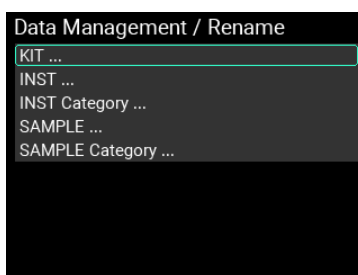 Data Management / Rename
KIT ...
INST ...
INST Category ...
SAMPLE ...
SAMPLE Category ...